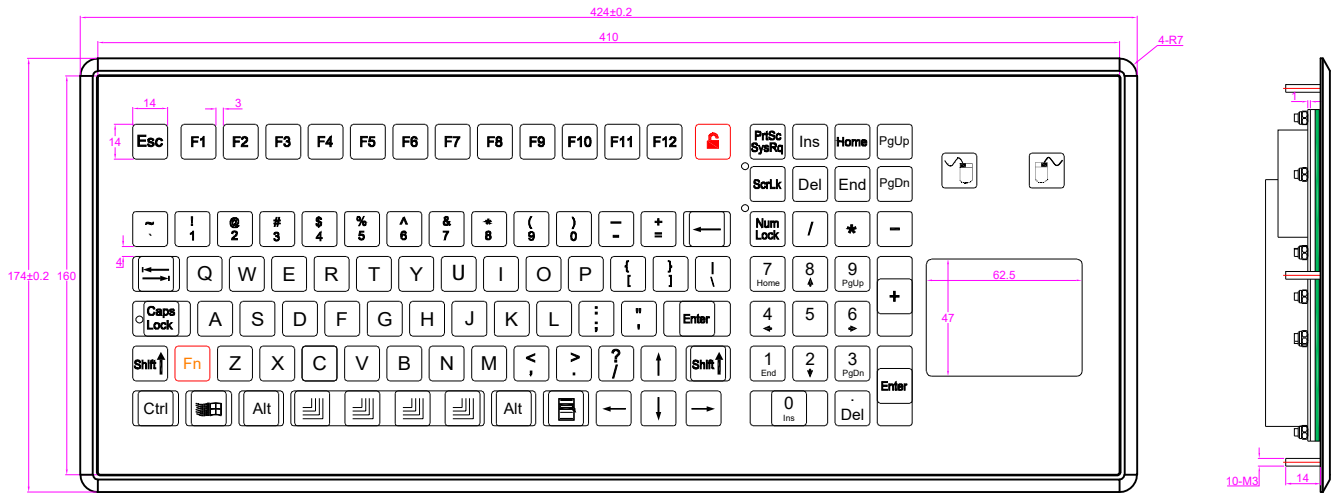 424±0.2
410
4-R7
14
3
14
Esc F1 F2 F3 F4 F5 F6 F7 F8 F9 F10 F11 F12
PrtSc
SysRq
Ins Home PgUp
1
ScrLk Del End PgDn
~
`
!
1
@
2
#
3
$
4
%
5
^
6
&
7
*
8
(
9
)
0
—
-
+
=
Num
Lock
/ * −
174±0.2
160
4
Q W E R T Y U I O P
{
[
}
]
|
\
7
Home
8
9
PgUp
+
62.5
47
Caps
Lock
A S D F G H J K L
:
;
"
'
Enter
4
5
6
Shift
Fn
Z X C V B N M
<
,
>
.
?
/
Shift
1
End
2
3
PgDn
Enter
Ctrl
Alt
Alt
0
Ins
.
Del
10-M3
14